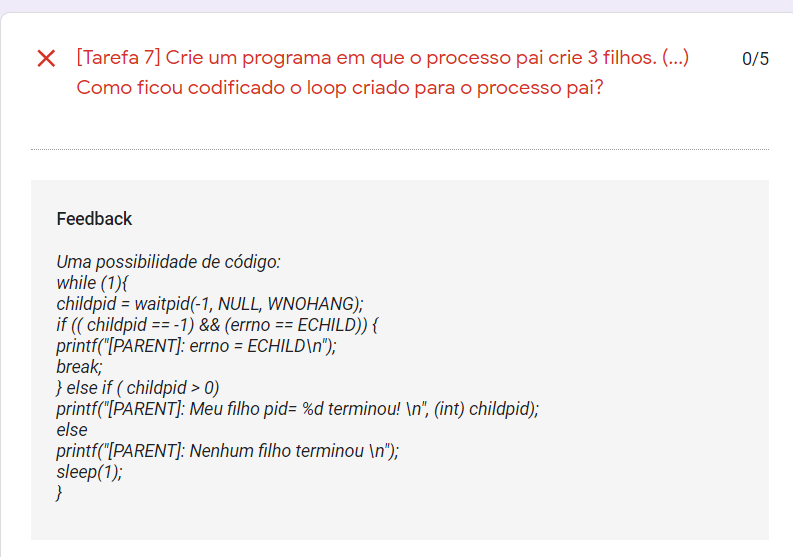 [Tarefa 7] Crie um programa em que o processo pai crie 3 filhos. (...) 0/5
Como ficou codificado o loop criado para o processo pai?
Feedback
Uma possibilidade de código:
while (1){
childpid = waitpid(-1, NULL, WNOHANG);
if (( childpid == -1) && (errno == ECHILD)) {
printf("[PARENT]: errno = ECHILD\n");
break;
} else if ( childpid > 0)
printf("[PARENT]: Meu filho pid= %d terminou! \n", (int) childpid);
else
printf("[PARENT]: Nenhum filho terminou \n");
sleep(1);
}